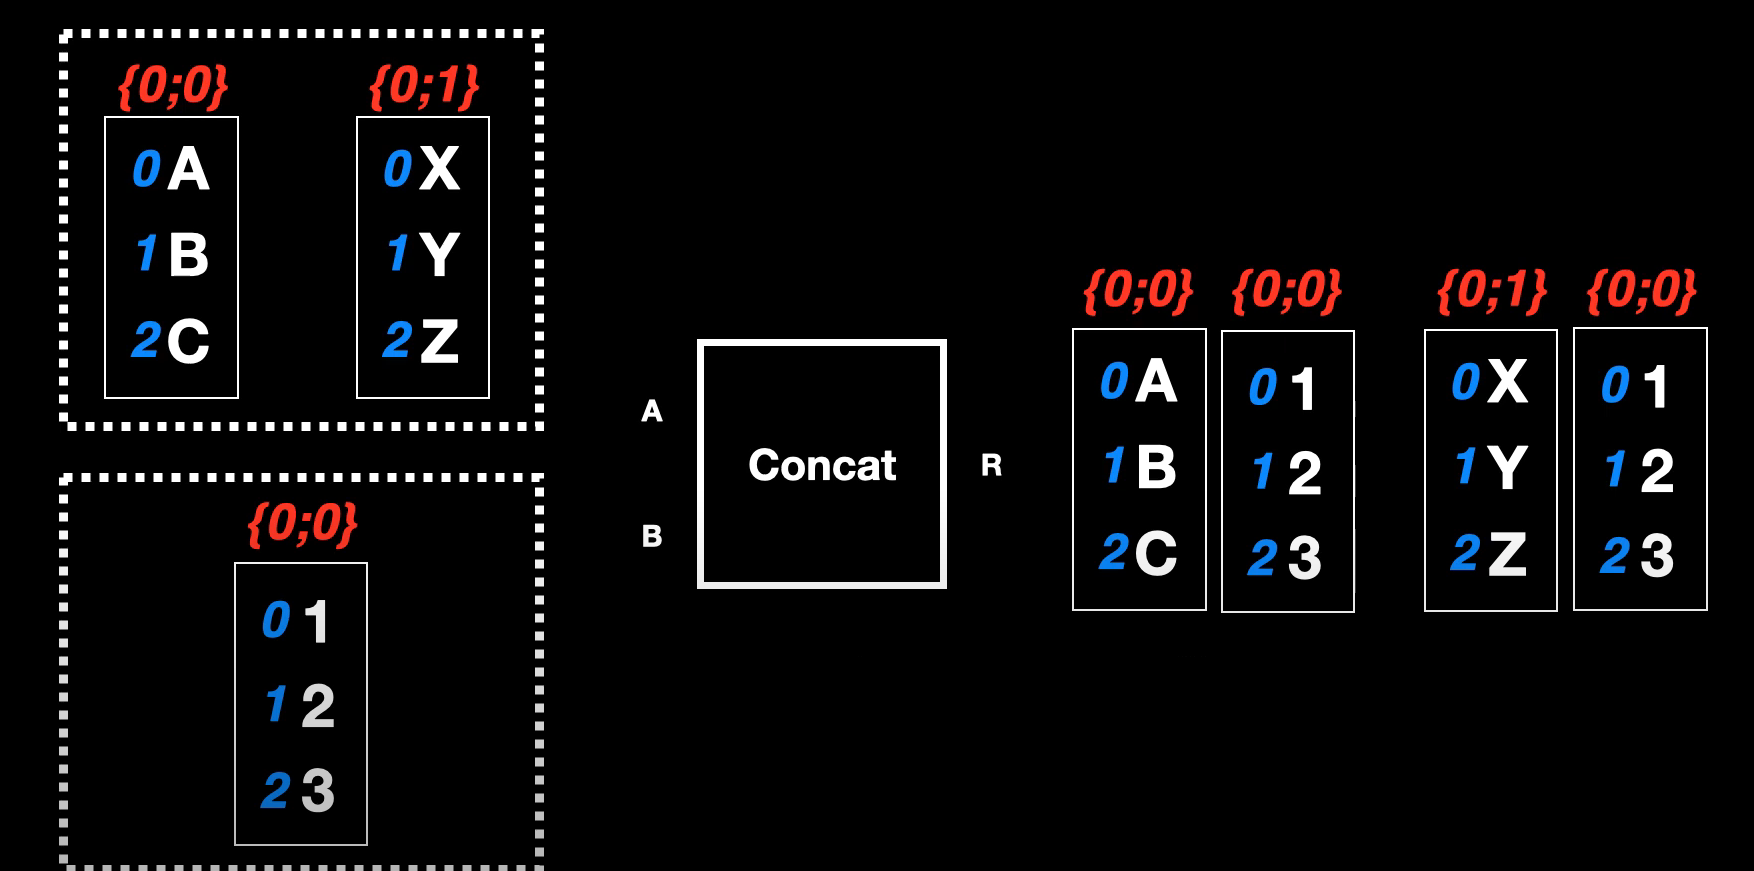 {0;0} {0;1}
0 A 0 X
1 B 1 Y
2 C 2 Z
{0;0}
0 1
1 2
2 3
A
B
Concat
R
{0;0} {0;0} {0;1} {0;0}
0 A 0 1 0 X 0 1
1 B 1 2 1 Y 1 2
2 C 2 3 2 Z 2 3